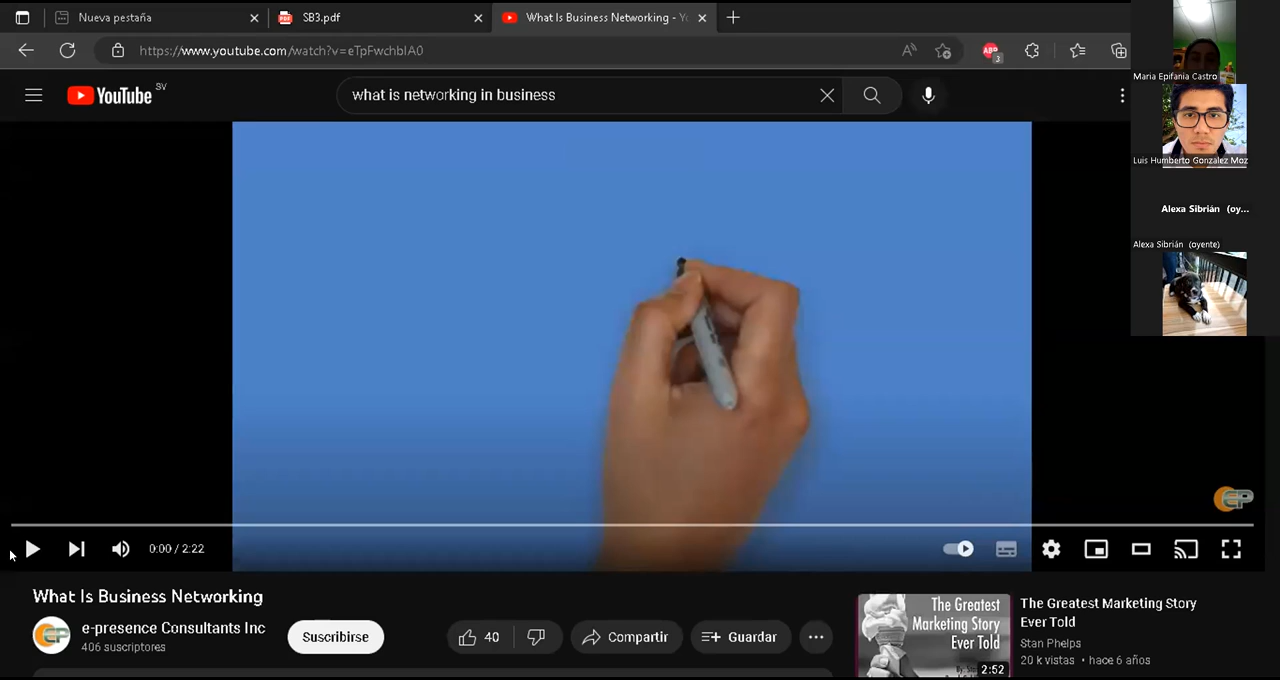 Nueva pestaña
SB3.pdf
What Is Business Networking - Yo
https://www.youtube.com/watch?v=eTpFwchbIA0
3
YouTube SV
what is networking in business
Maria Epifania Castro
Luis Humberto Gonzalez Moz
Alexa Sibrián (oy...
Alexa Sibrián (oyente)
EP
0:00 / 2:22
What Is Business Networking
e-presence Consultants Inc
406 suscriptores
Suscribirse
40
Compartir
Guardar
The Greatest
Marketing Story
Ever Told
2:52
The Greatest Marketing Story
Ever Told
Stan Phelps
20 k vistas • hace 6 años